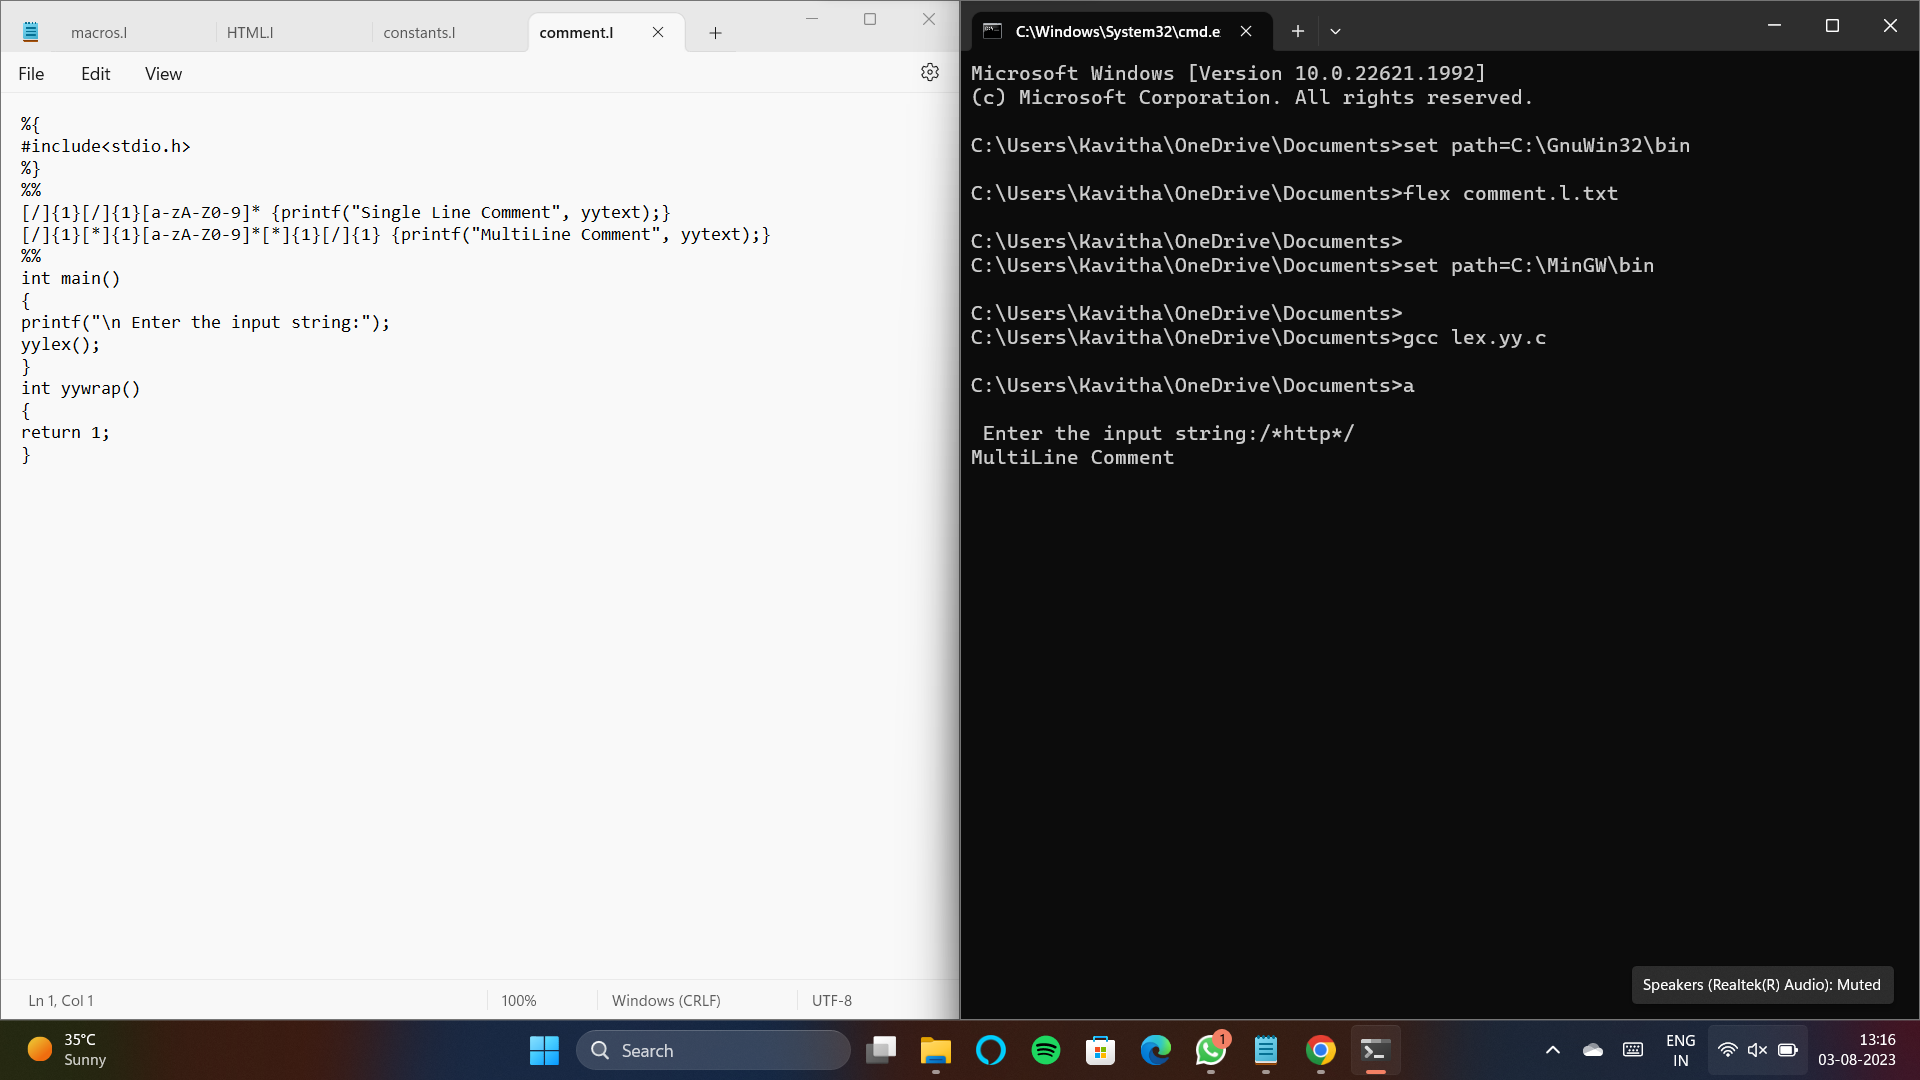 macros.l
HTML.l
constants.l
comment.l
File
Edit
View
%{
#include<stdio.h>
%}
%%
[/]{1}[/]{1}[a-zA-Z0-9]* {printf("Single Line Comment", yytext);}
[/]{1}[*]{1}[a-zA-Z0-9]*[*]{1}[/]{1} {printf("MultiLine Comment", yytext);}
%%
int main()
{
printf("\n Enter the input string:");
yylex();
}
int yywrap()
{
return 1;
}
Ln 1, Col 1
100%
Windows (CRLF)
UTF-8
C:\Windows\System32\cmd.e
Microsoft Windows [Version 10.0.22621.1992]
(c) Microsoft Corporation. All rights reserved.
C:\Users\Kavitha\OneDrive\Documents>set path=C:\GnuWin32\bin
C:\Users\Kavitha\OneDrive\Documents>flex comment.l.txt
C:\Users\Kavitha\OneDrive\Documents>
C:\Users\Kavitha\OneDrive\Documents>set path=C:\MinGW\bin
C:\Users\Kavitha\OneDrive\Documents>
C:\Users\Kavitha\OneDrive\Documents>gcc lex.yy.c
C:\Users\Kavitha\OneDrive\Documents>a
Enter the input string:/*http*/
MultiLine Comment
Speakers (Realtek(R) Audio): Muted
35°C
Sunny
Search
1
ENG
IN
13:16
03-08-2023